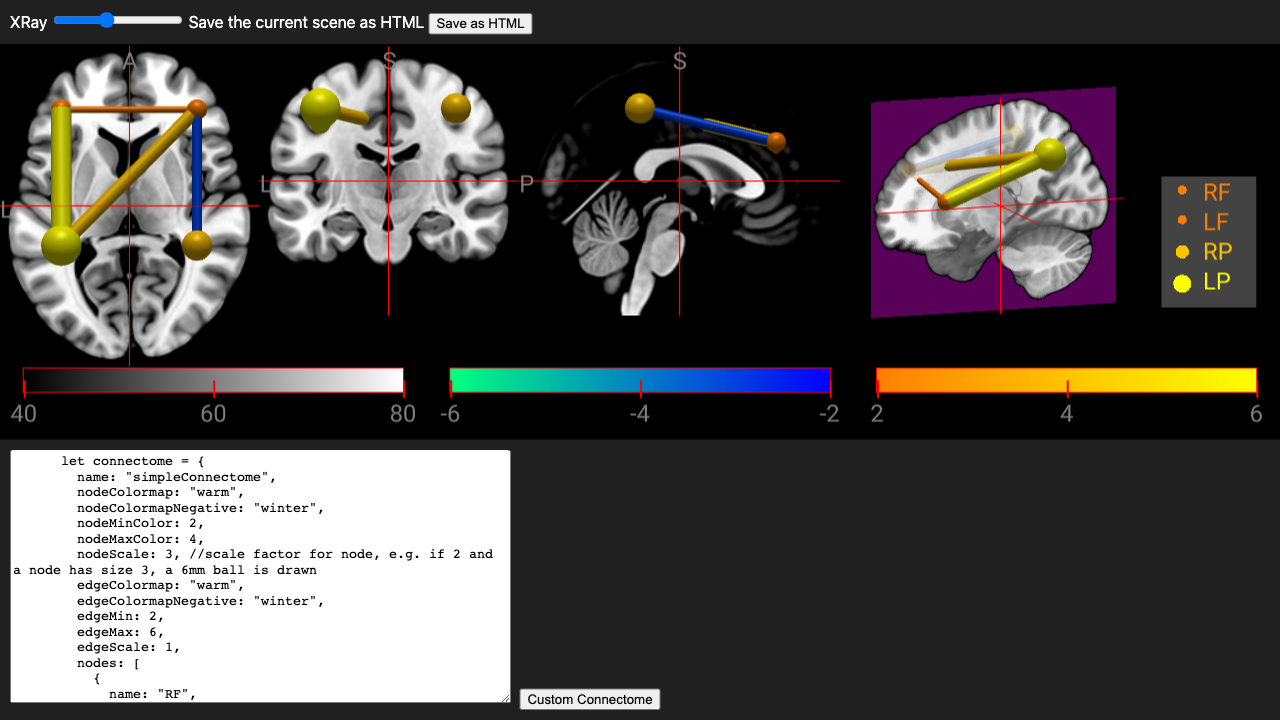 XRay Save the current scene as HTML Save as HTML
A
S
S
L
L
P
RF
LF
RP
LP
40 60 80 -6 -4 -2 2 4 6
let connectome = {
name: "simpleConnectome",
nodeColormap: "warm",
nodeColormapNegative: "winter",
nodeMinColor: 2,
nodeMaxColor: 4,
nodeScale: 3, //scale factor for node, e.g. if 2 and
a node has size 3, a 6mm ball is drawn
edgeColormap: "warm",
edgeColormapNegative: "winter",
edgeMin: 2,
edgeMax: 6,
edgeScale: 1,
nodes: [
{
name: "RF",
Custom Connectome